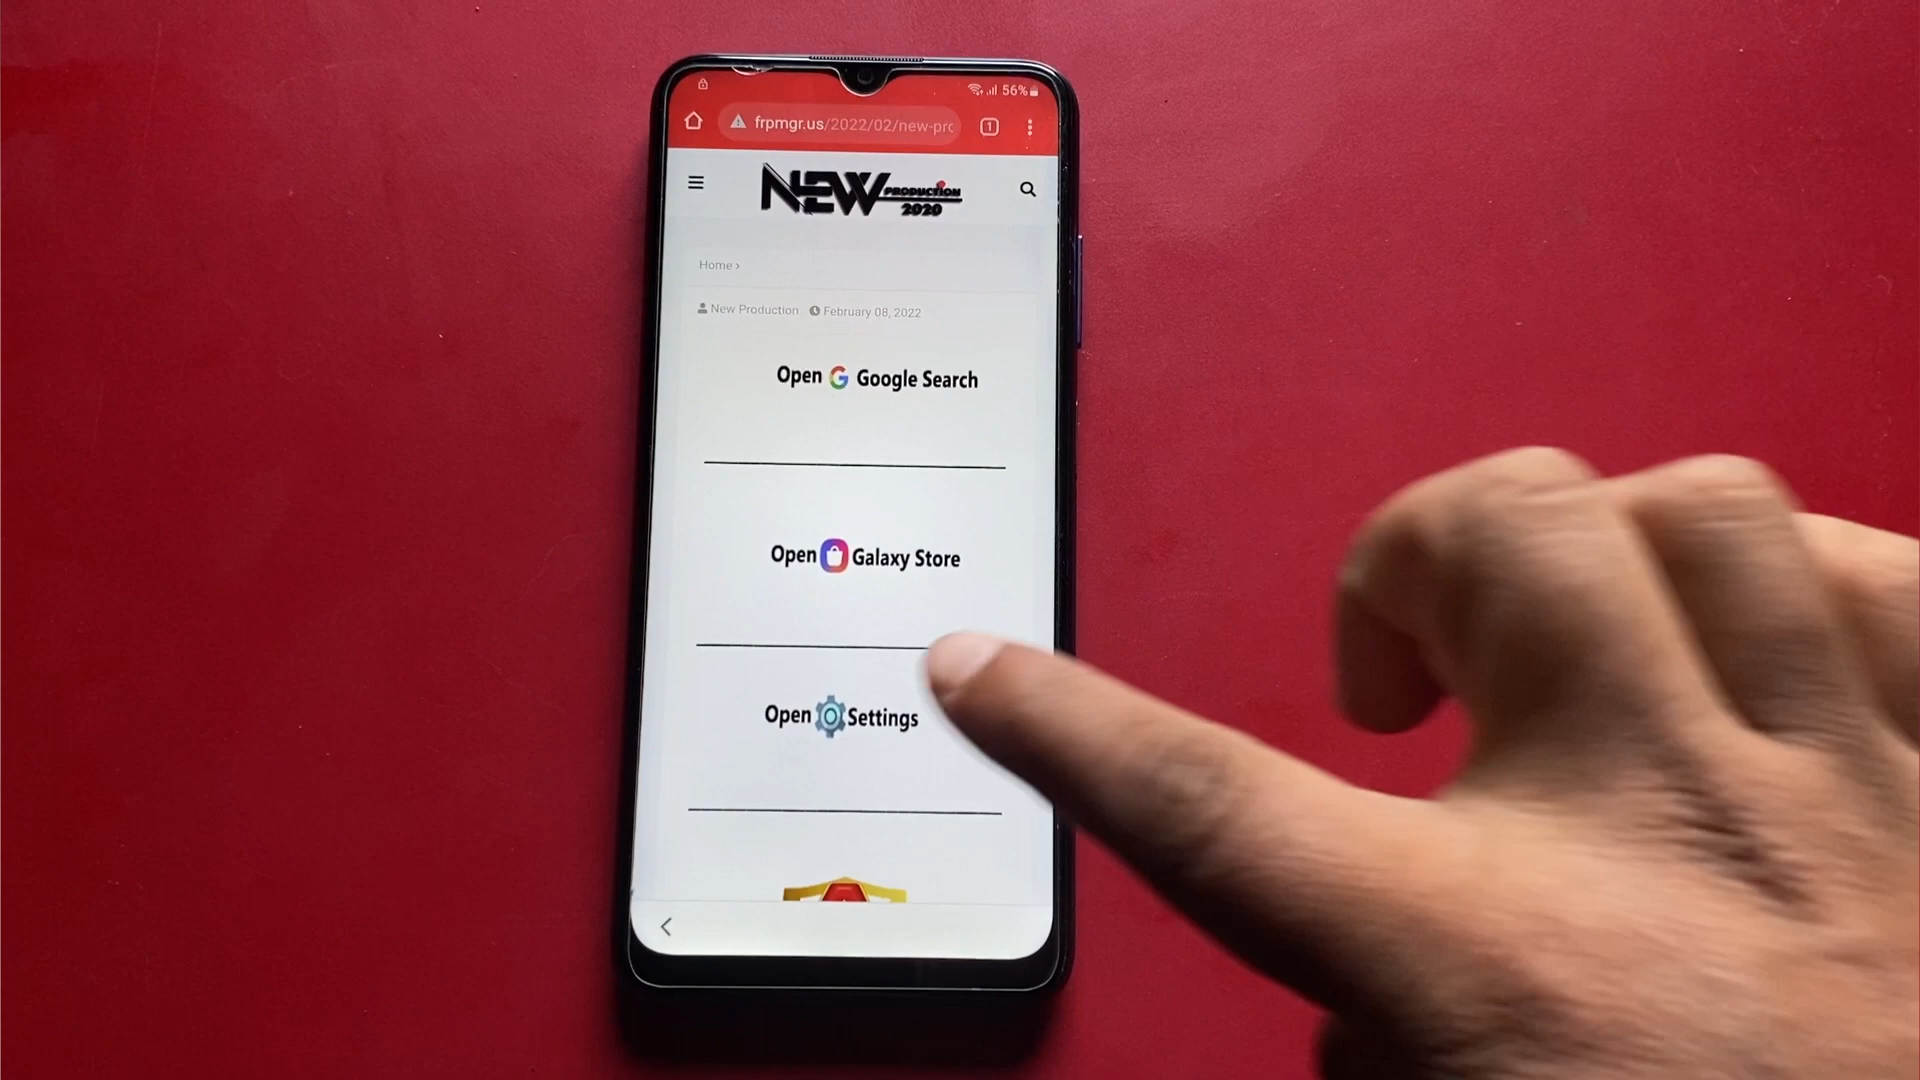 56%
frpmgr.us/2022/02/new-pro
1
NEW PRODUCTION
2020
Home ›
New Production February 08, 2022
Open G Google Search
Open Galaxy Store
Open Settings